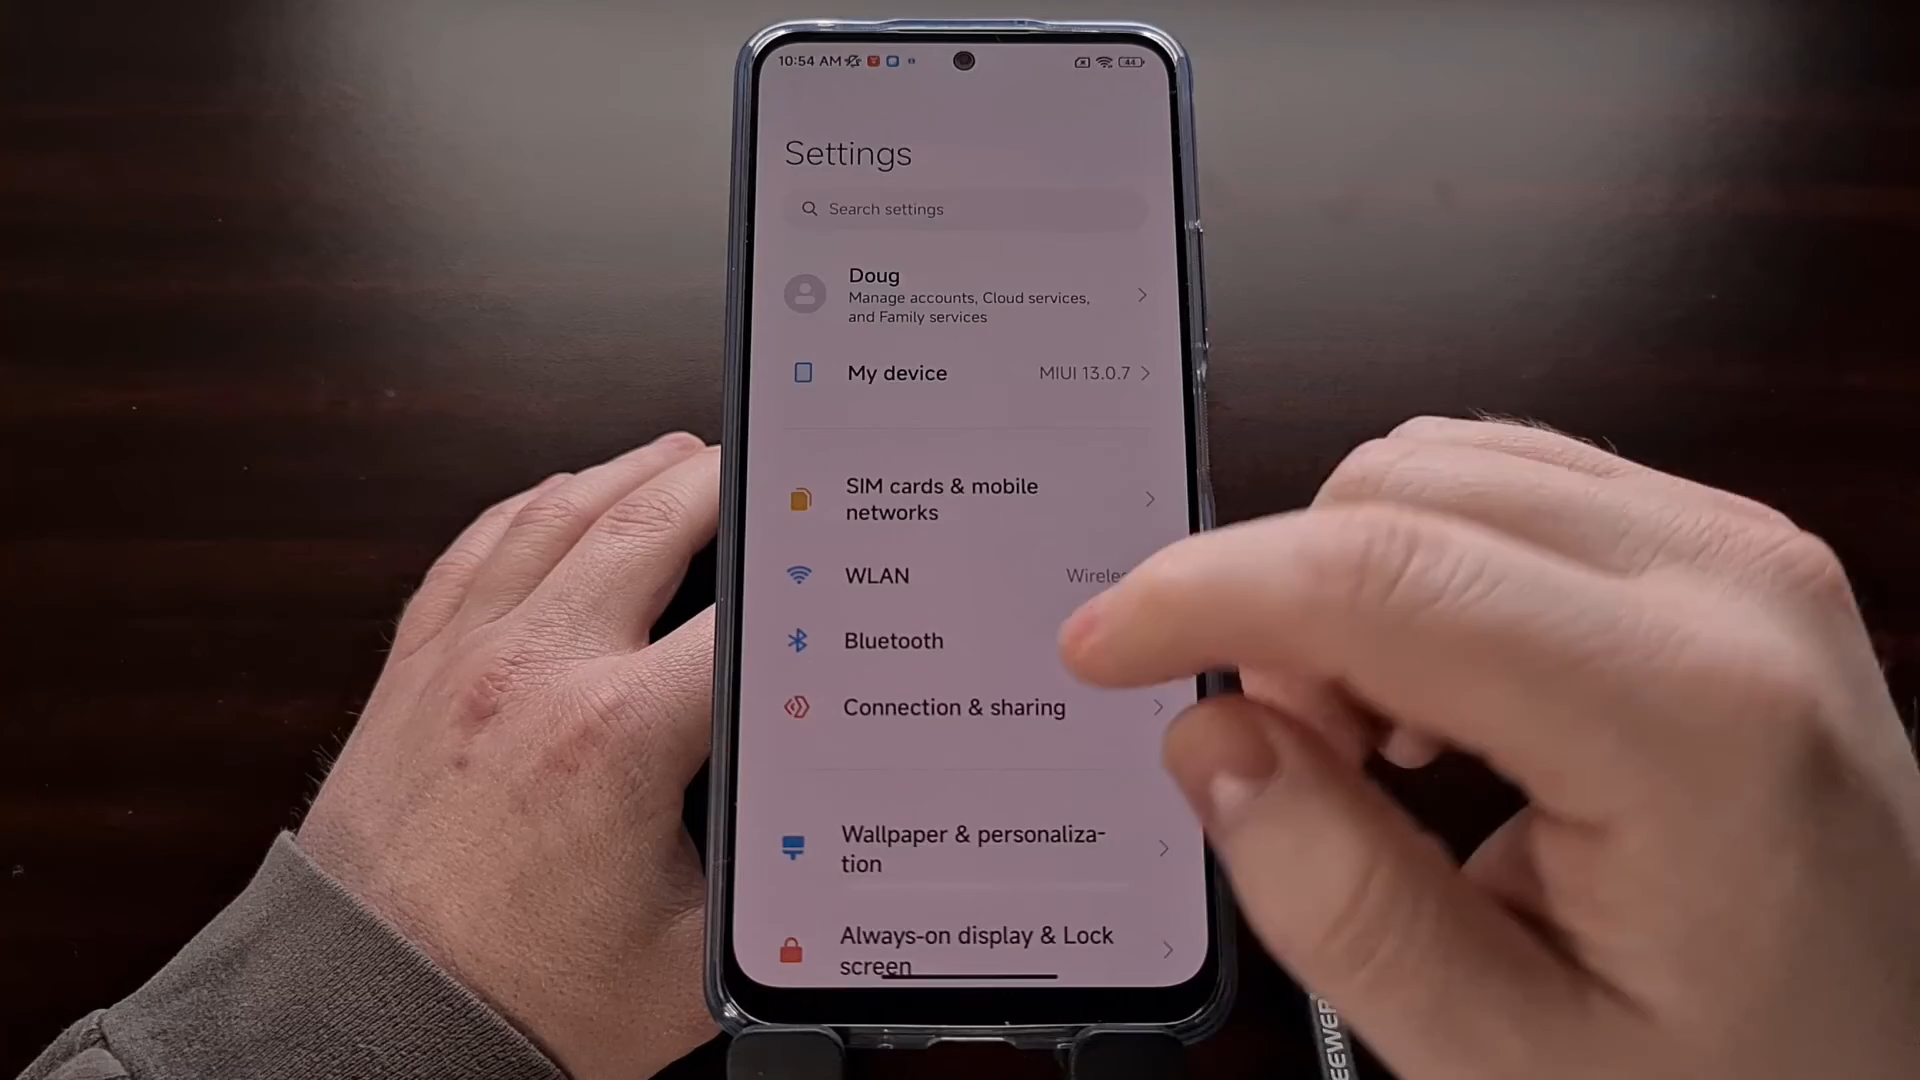 10:54 AM
44
Settings
Search settings
Doug
Manage accounts, Cloud services,
and Family services
My device
MIUI 13.0.7
SIM cards & mobile
networks
WLAN
Bluetooth
Connection & sharing
Wallpaper & personaliza-
tion
Always-on display & Lock
screen